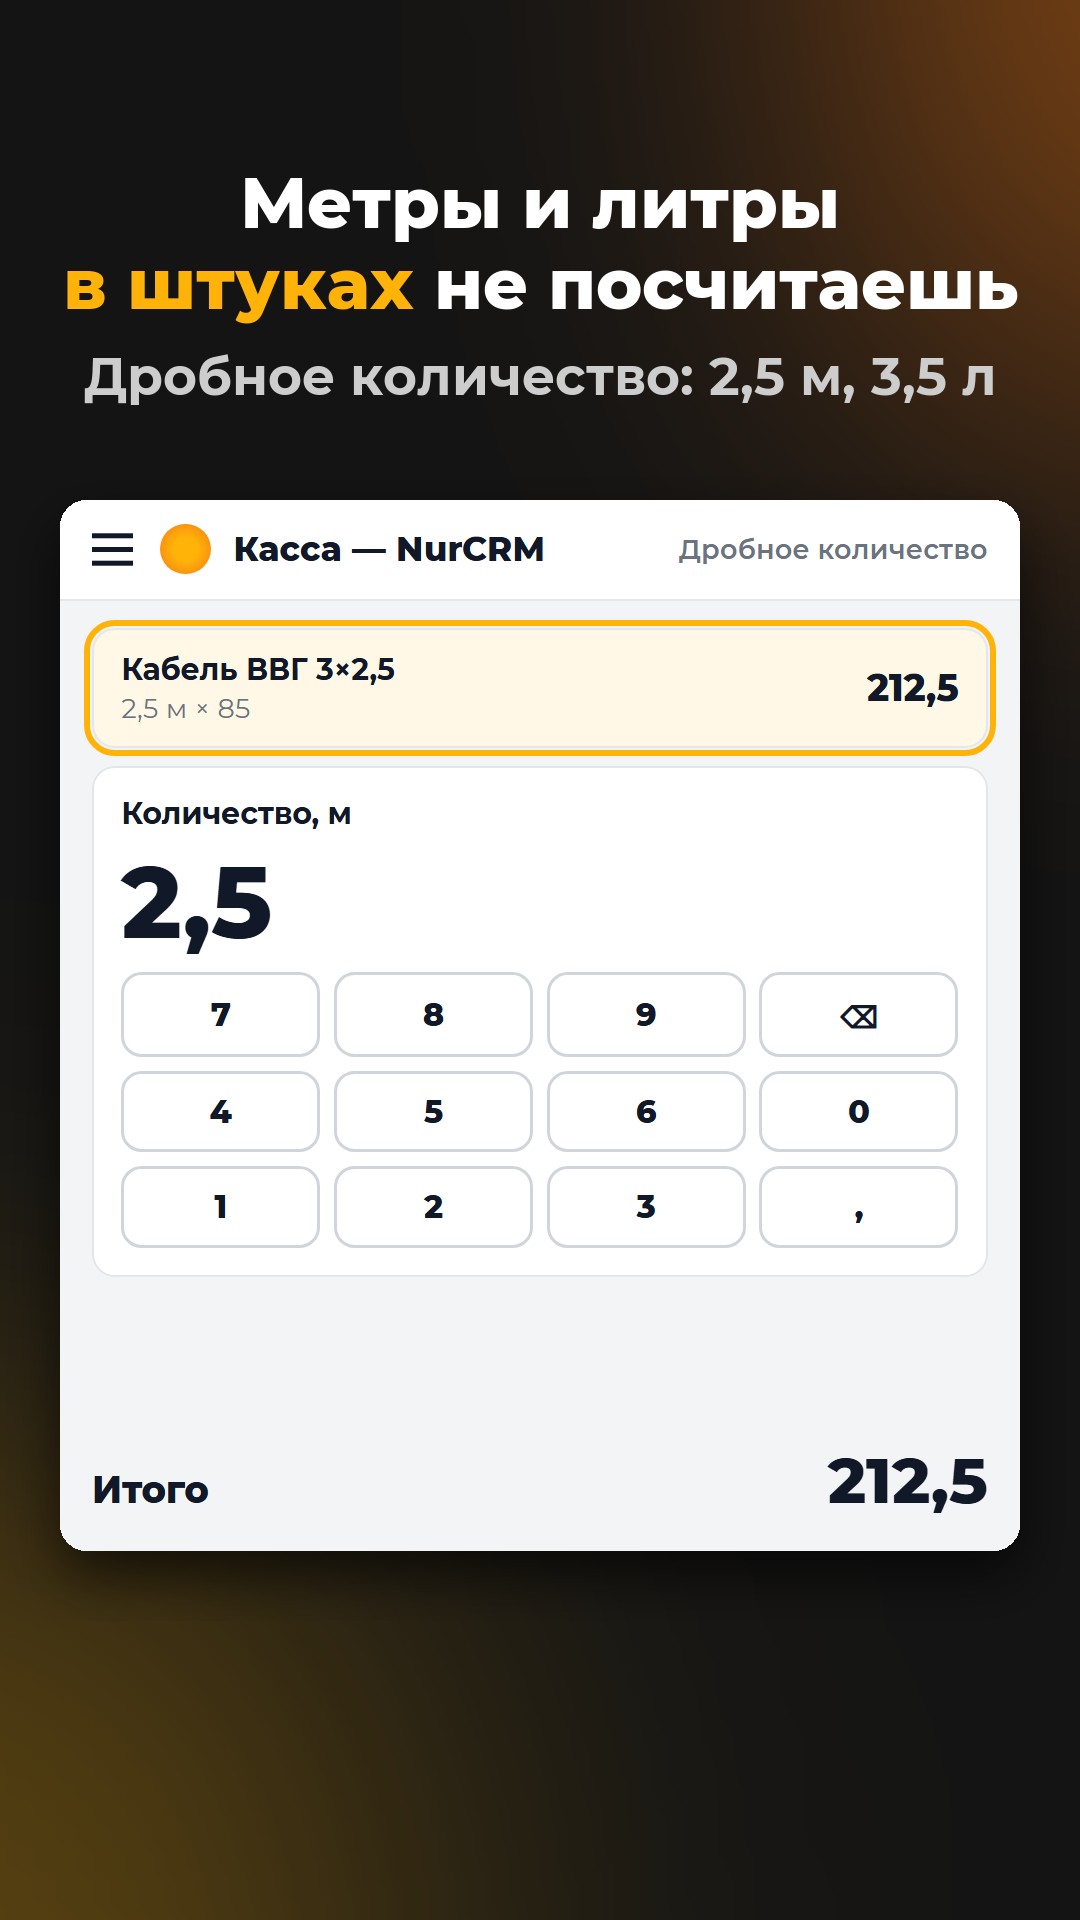 Метры и литры
в штуках не посчитаешь
Дробное количество: 2,5 м, 3,5 л
Касса — NurCRM
Дробное количество
Кабель ВВГ 3×2,5
2,5 м × 85
212,5
Количество, м
2,5
7 8 9 ⌫
4 5 6 0
1 2 3 ,
Итого
212,5